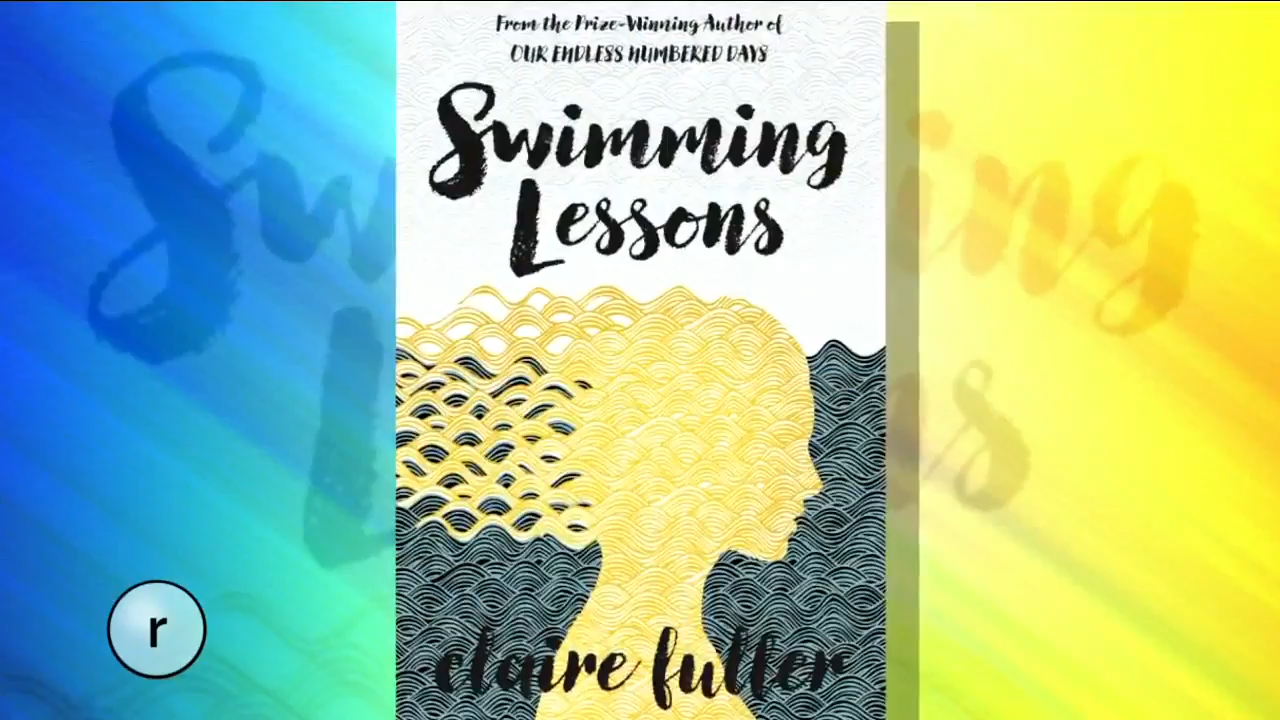 From the Prize-Winning Author of
OUR ENDLESS NUMBERED DAYS
Swimming
Lessons
claire fuller
r